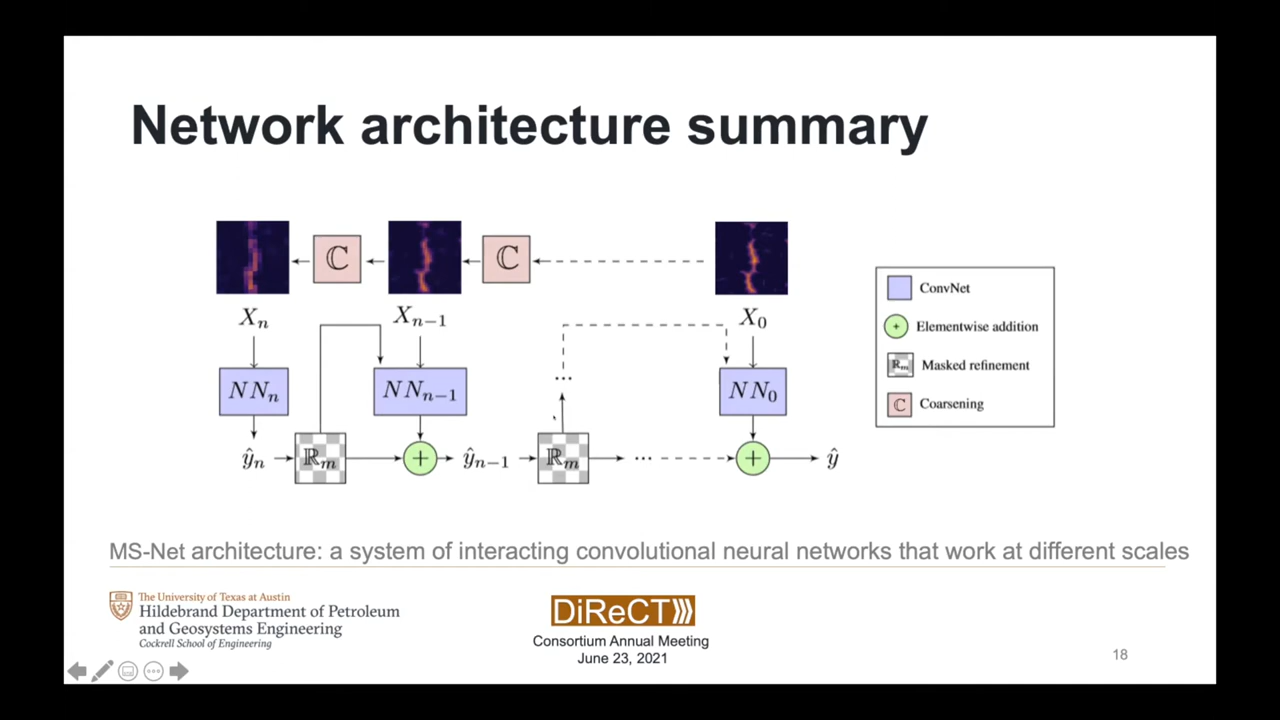 Network architecture summary
ℂ
ℂ
Xₙ
Xₙ₋₁
X₀
NNₙ
NNₙ₋₁
...
NN₀
ŷₙ
ℝₘ
+
ŷₙ₋₁
ℝₘ
...
+
ŷ
ConvNet
+ Elementwise addition
ℝₘ Masked refinement
ℂ Coarsening
MS-Net architecture: a system of interacting convolutional neural networks that work at different scales
The University of Texas at Austin
Hildebrand Department of Petroleum
and Geosystems Engineering
Cockrell School of Engineering
DiReCT
Consortium Annual Meeting
June 23, 2021
18